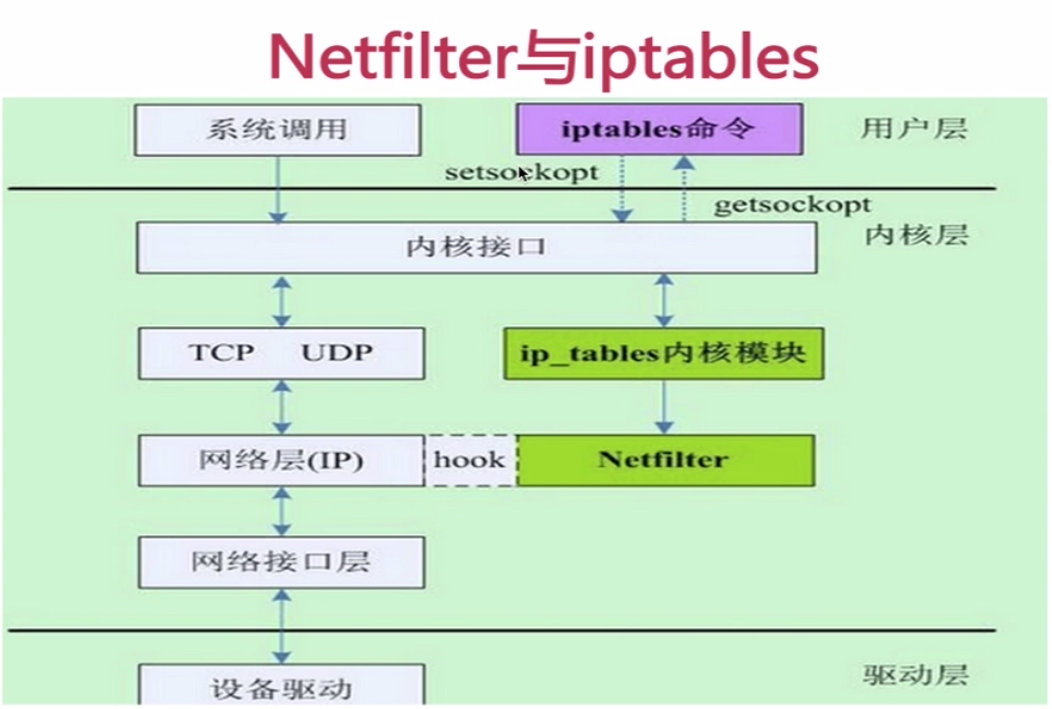 Netfilter与iptables
系统调用
iptables命令
用户层
setsockopt
getsockopt
内核层
内核接口
TCP UDP
ip_tables内核模块
网络层(IP)
hook
Netfilter
网络接口层
设备驱动
驱动层